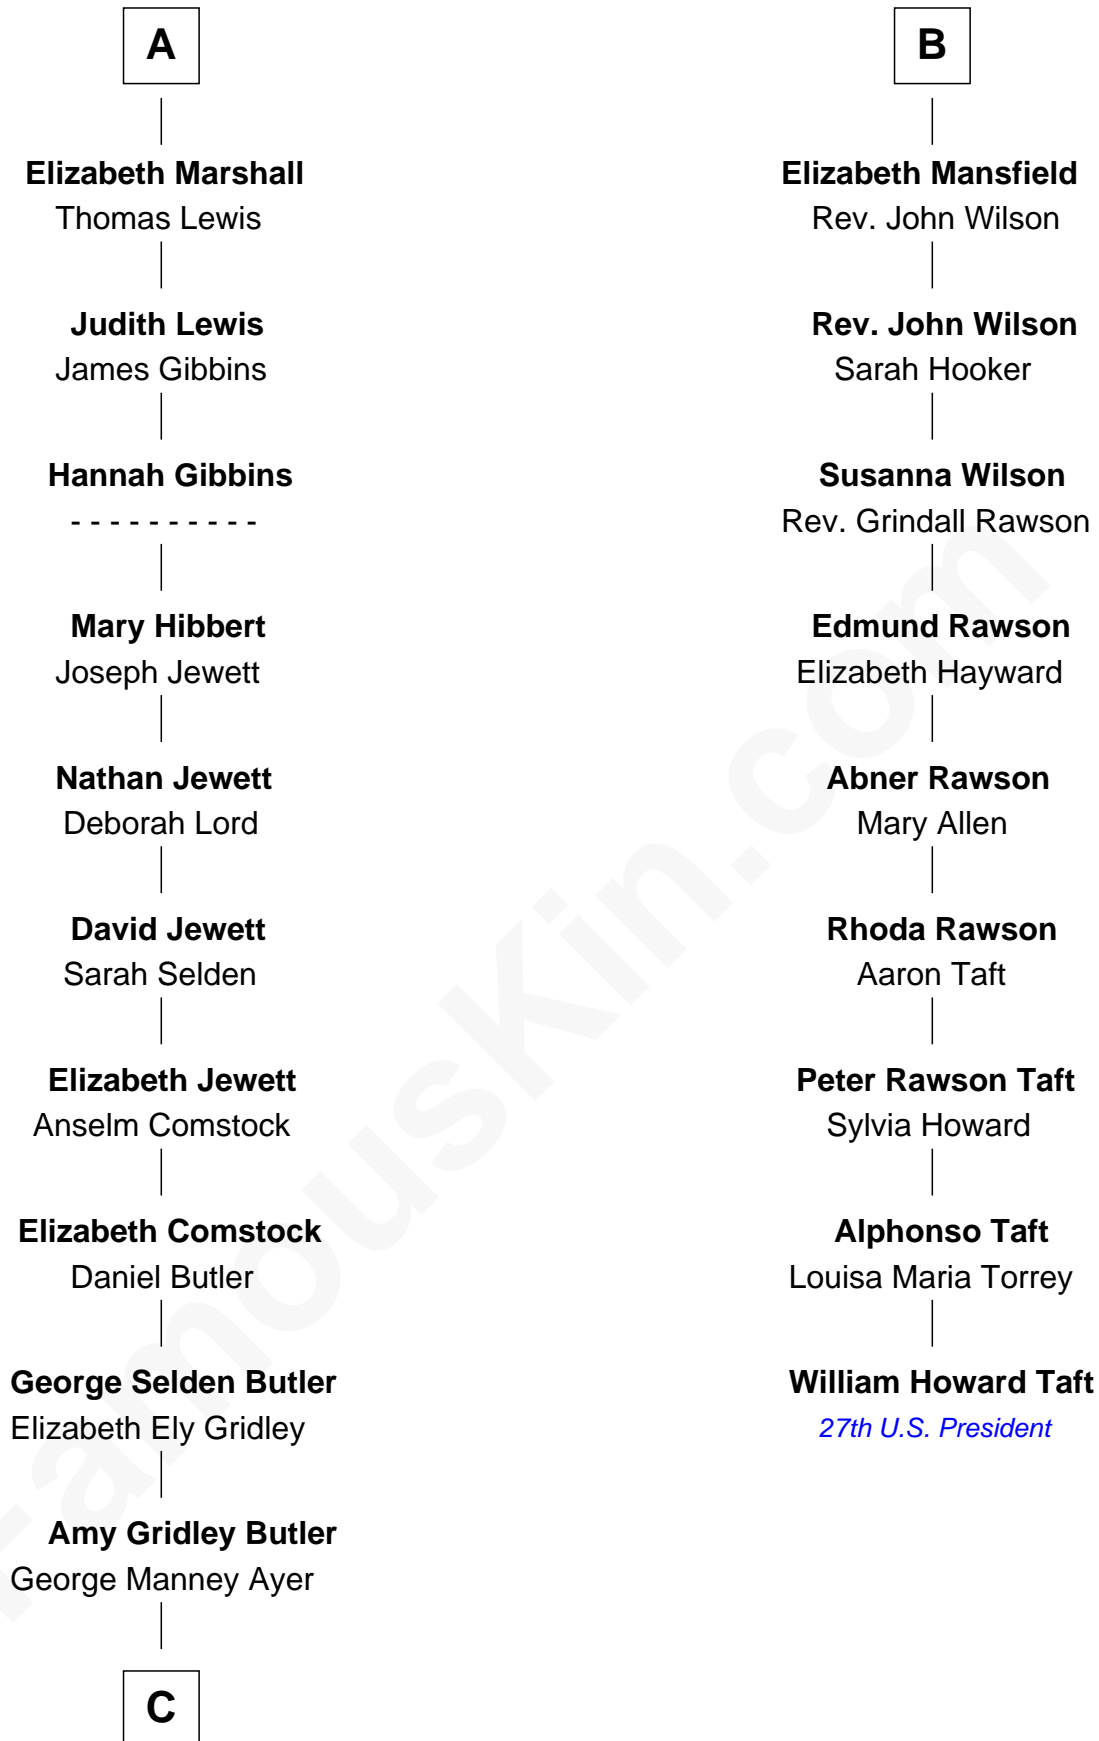 A
Elizabeth Marshall
Thomas Lewis
Judith Lewis
James Gibbins
Hannah Gibbins
- - - - - - - - - -
Mary Hibbert
Joseph Jewett
Nathan Jewett
Deborah Lord
David Jewett
Sarah Selden
Elizabeth Jewett
Anselm Comstock
Elizabeth Comstock
Daniel Butler
George Selden Butler
Elizabeth Ely Gridley
Amy Gridley Butler
George Manney Ayer
C
B
Elizabeth Mansfield
Rev. John Wilson
Rev. John Wilson
Sarah Hooker
Susanna Wilson
Rev. Grindall Rawson
Edmund Rawson
Elizabeth Hayward
Abner Rawson
Mary Allen
Rhoda Rawson
Aaron Taft
Peter Rawson Taft
Sylvia Howard
Alphonso Taft
Louisa Maria Torrey
William Howard Taft
27th U.S. President
FamousKin.com